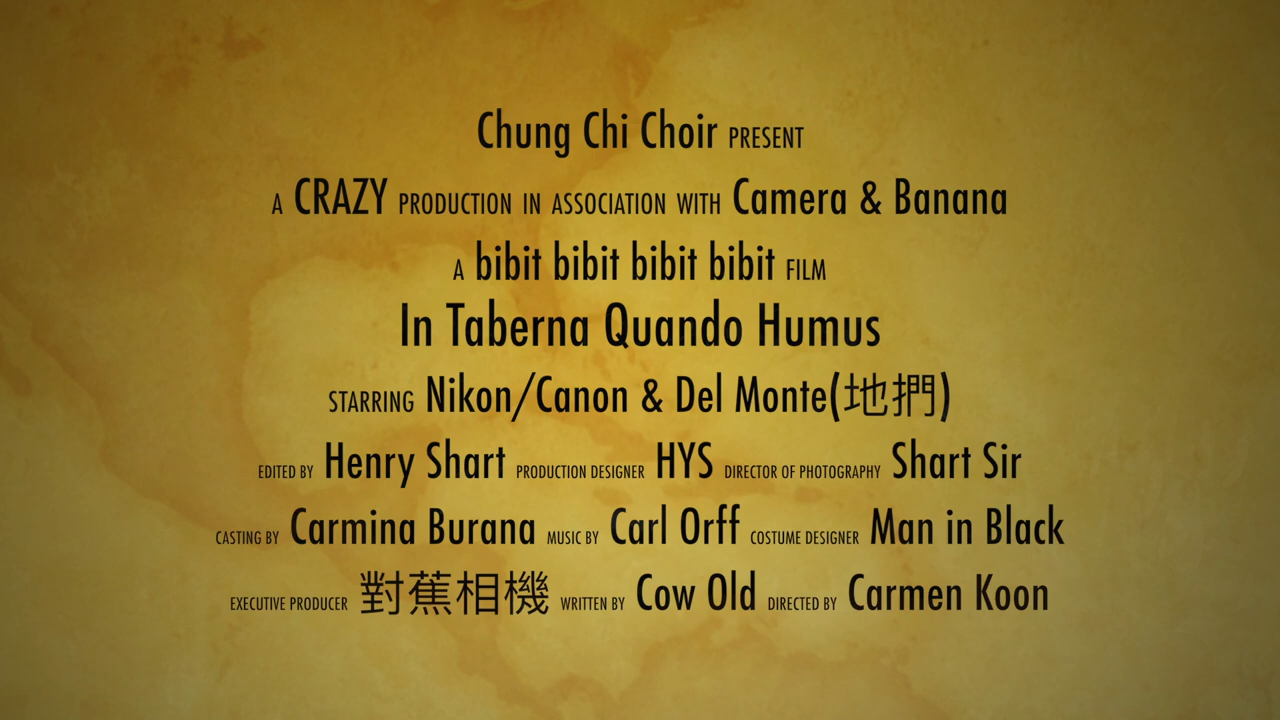 Chung Chi Choir PRESENT
A CRAZY PRODUCTION IN ASSOCIATION WITH Camera & Banana
A bibit bibit bibit bibit FILM
In Taberna Quando Humus
STARRING Nikon/Canon & Del Monte(地捫)
EDITED BY Henry Shart PRODUCTION DESIGNER HYS DIRECTOR OF PHOTOGRAPHY Shart Sir
CASTING BY Carmina Burana MUSIC BY Carl Orff COSTUME DESIGNER Man in Black
EXECUTIVE PRODUCER 對蕉相機 WRITTEN BY Cow Old DIRECTED BY Carmen Koon